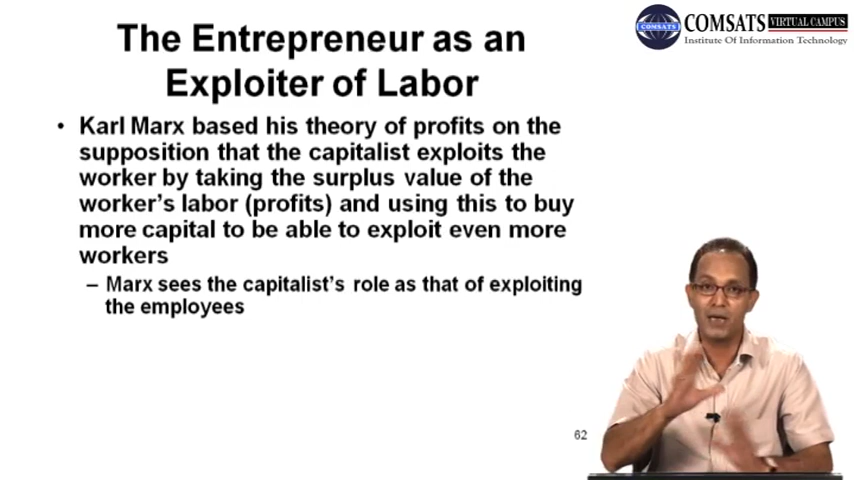 COMSATS VIRTUAL CAMPUS
COMSATS
Institute Of Information Technology
The Entrepreneur as an
Exploiter of Labor
• Karl Marx based his theory of profits on the
supposition that the capitalist exploits the
worker by taking the surplus value of the
worker's labor (profits) and using this to buy
more capital to be able to exploit even more
workers
– Marx sees the capitalist's role as that of exploiting
the employees
62